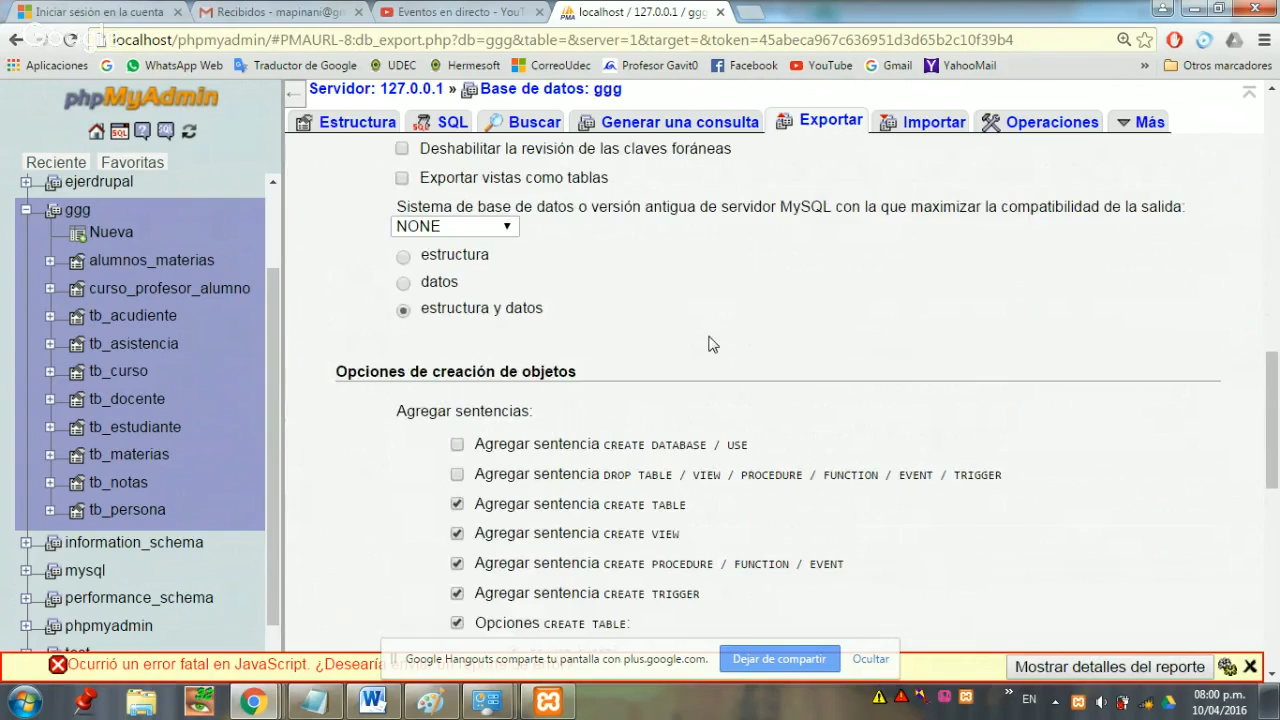 Iniciar sesión en la cuenta
Recibidos - mapinani@g
Eventos en directo - YouT
localhost / 127.0.0.1 / ggg
localhost/phpmyadmin/#PMAURL-8:db_export.php?db=ggg&table=&server=1&target=&token=45abeca967c636951d3d65b2c10f39b4
Aplicaciones
WhatsApp Web
Traductor de Google
UDEC
Hermesoft
CorreoUdec
Profesor Gavit0
Facebook
YouTube
Gmail
YahooMail
»
Otros marcadores
phpMyAdmin
Reciente
Favoritas
ejerdrupal
ggg
Nueva
alumnos_materias
curso_profesor_alumno
tb_acudiente
tb_asistencia
tb_curso
tb_docente
tb_estudiante
tb_materias
tb_notas
tb_persona
information_schema
mysql
performance_schema
phpmyadmin
Servidor: 127.0.0.1 » Base de datos: ggg
Estructura
SQL
Buscar
Generar una consulta
Exportar
Importar
Operaciones
Más
Deshabilitar la revisión de las claves foráneas
Exportar vistas como tablas
Sistema de base de datos o versión antigua de servidor MySQL con la que maximizar la compatibilidad de la salida:
NONE
estructura
datos
estructura y datos
Opciones de creación de objetos
Agregar sentencias:
Agregar sentencia CREATE DATABASE / USE
Agregar sentencia DROP TABLE / VIEW / PROCEDURE / FUNCTION / EVENT / TRIGGER
Agregar sentencia CREATE TABLE
Agregar sentencia CREATE VIEW
Agregar sentencia CREATE PROCEDURE / FUNCTION / EVENT
Agregar sentencia CREATE TRIGGER
Opciones CREATE TABLE:
Google Hangouts comparte tu pantalla con plus.google.com.
Dejar de compartir
Ocultar
Ocurrió un error fatal en JavaScript. ¿Desearía
Mostrar detalles del reporte
EN
08:00 p.m.
10/04/2016